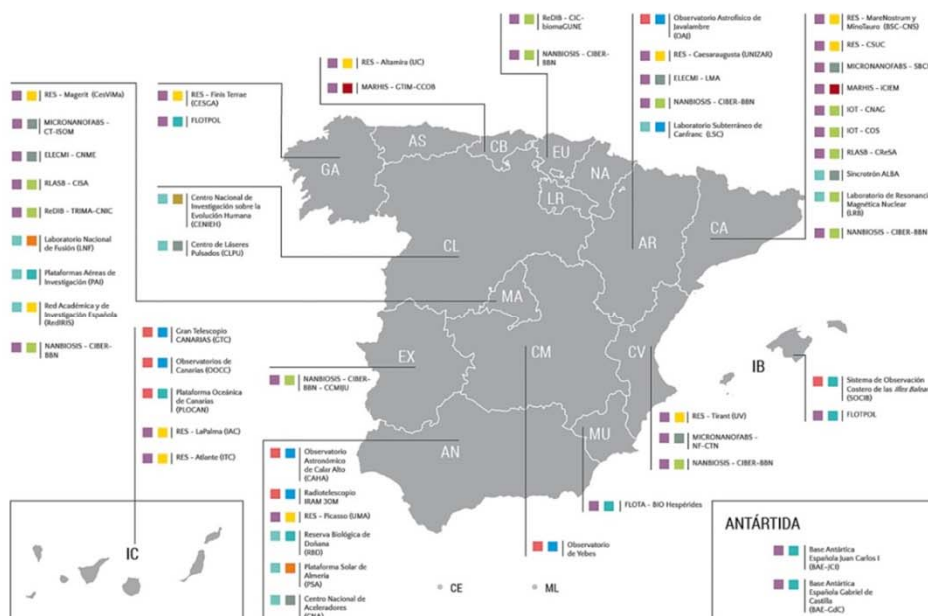 RES - Magerit (CesViMa)
MICRONANOFABS -
CT-ISOM
ELECMI - CNME
RLASB - CISA
ReDIB - TRIMA-CNIC
Laboratorio Nacional
de Fusión (LNF)
Plataformas Aéreas de
Investigación (PAI)
Red Académica y de
Investigación Española
(RedIRIS)
NANBIOSIS - CIBER-
BBN
RES - Finis Terrae
(CESGA)
FLOTPOL
Centro Nacional de
Investigación sobre la
Evolución Humana
(CENIEH)
Centro de Láseres
Pulsados (CLPU)
RES - Altamira (UC)
MARHIS - GTIM-CCOB
ReDIB - CIC-
biomaGUNE
NANBIOSIS - CIBER-
BBN
Observatorio Astrofísico de
Javalambre
(OAJ)
RES - Caesaraugusta (UNIZAR)
ELECMI - LMA
NANBIOSIS - CIBER-BBN
Laboratorio Subterráneo de
Canfranc (LSC)
RES - MareNostrum y
MinoTauro (BSC-CNS)
RES - CSUC
MICRONANOFABS - SBC
MARHIS - iCIEM
IOT - CNAG
IOT - COS
RLASB - CReSA
Sincrotrón ALBA
Laboratorio de Resonanci
Magnética Nuclear
(LRB)
NANBIOSIS - CIBER-BBN
GA
AS
CB
EU
NA
LR
CL
AR
CA
MA
EX
CM
CV
IB
AN
MU
Gran Telescopio
CANARIAS (GTC)
Observatorios de
Canarias (OOCC)
Plataforma Oceánica
de Canarias
(PLOCAN)
RES - LaPalma (IAC)
RES - Atlante (ITC)
NANBIOSIS - CIBER-
BBN - CCMIJU
Sistema de Observación
Costero de las Illes Balea
(SOCIB)
FLOTPOL
RES - Tirant (UV)
MICRONANOFABS -
NF-CTN
NANBIOSIS - CIBER-BBN
Observatorio
Astronómico
de Calar Alto
(CAHA)
Radiotelescopio
IRAM 30M
RES - Picasso (UMA)
Reserva Biológica de
Doñana
(RBD)
Plataforma Solar de
Almería
(PSA)
Centro Nacional de
Aceleradores
FLOTA - BIO Hespérides
Observatorio
de Yebes
CE
ML
IC
ANTÁRTIDA
Base Antártica
Española Juan Carlos I
(BAE-JCI)
Base Antártica
Española Gabriel de
Castilla
(BAE-GdC)